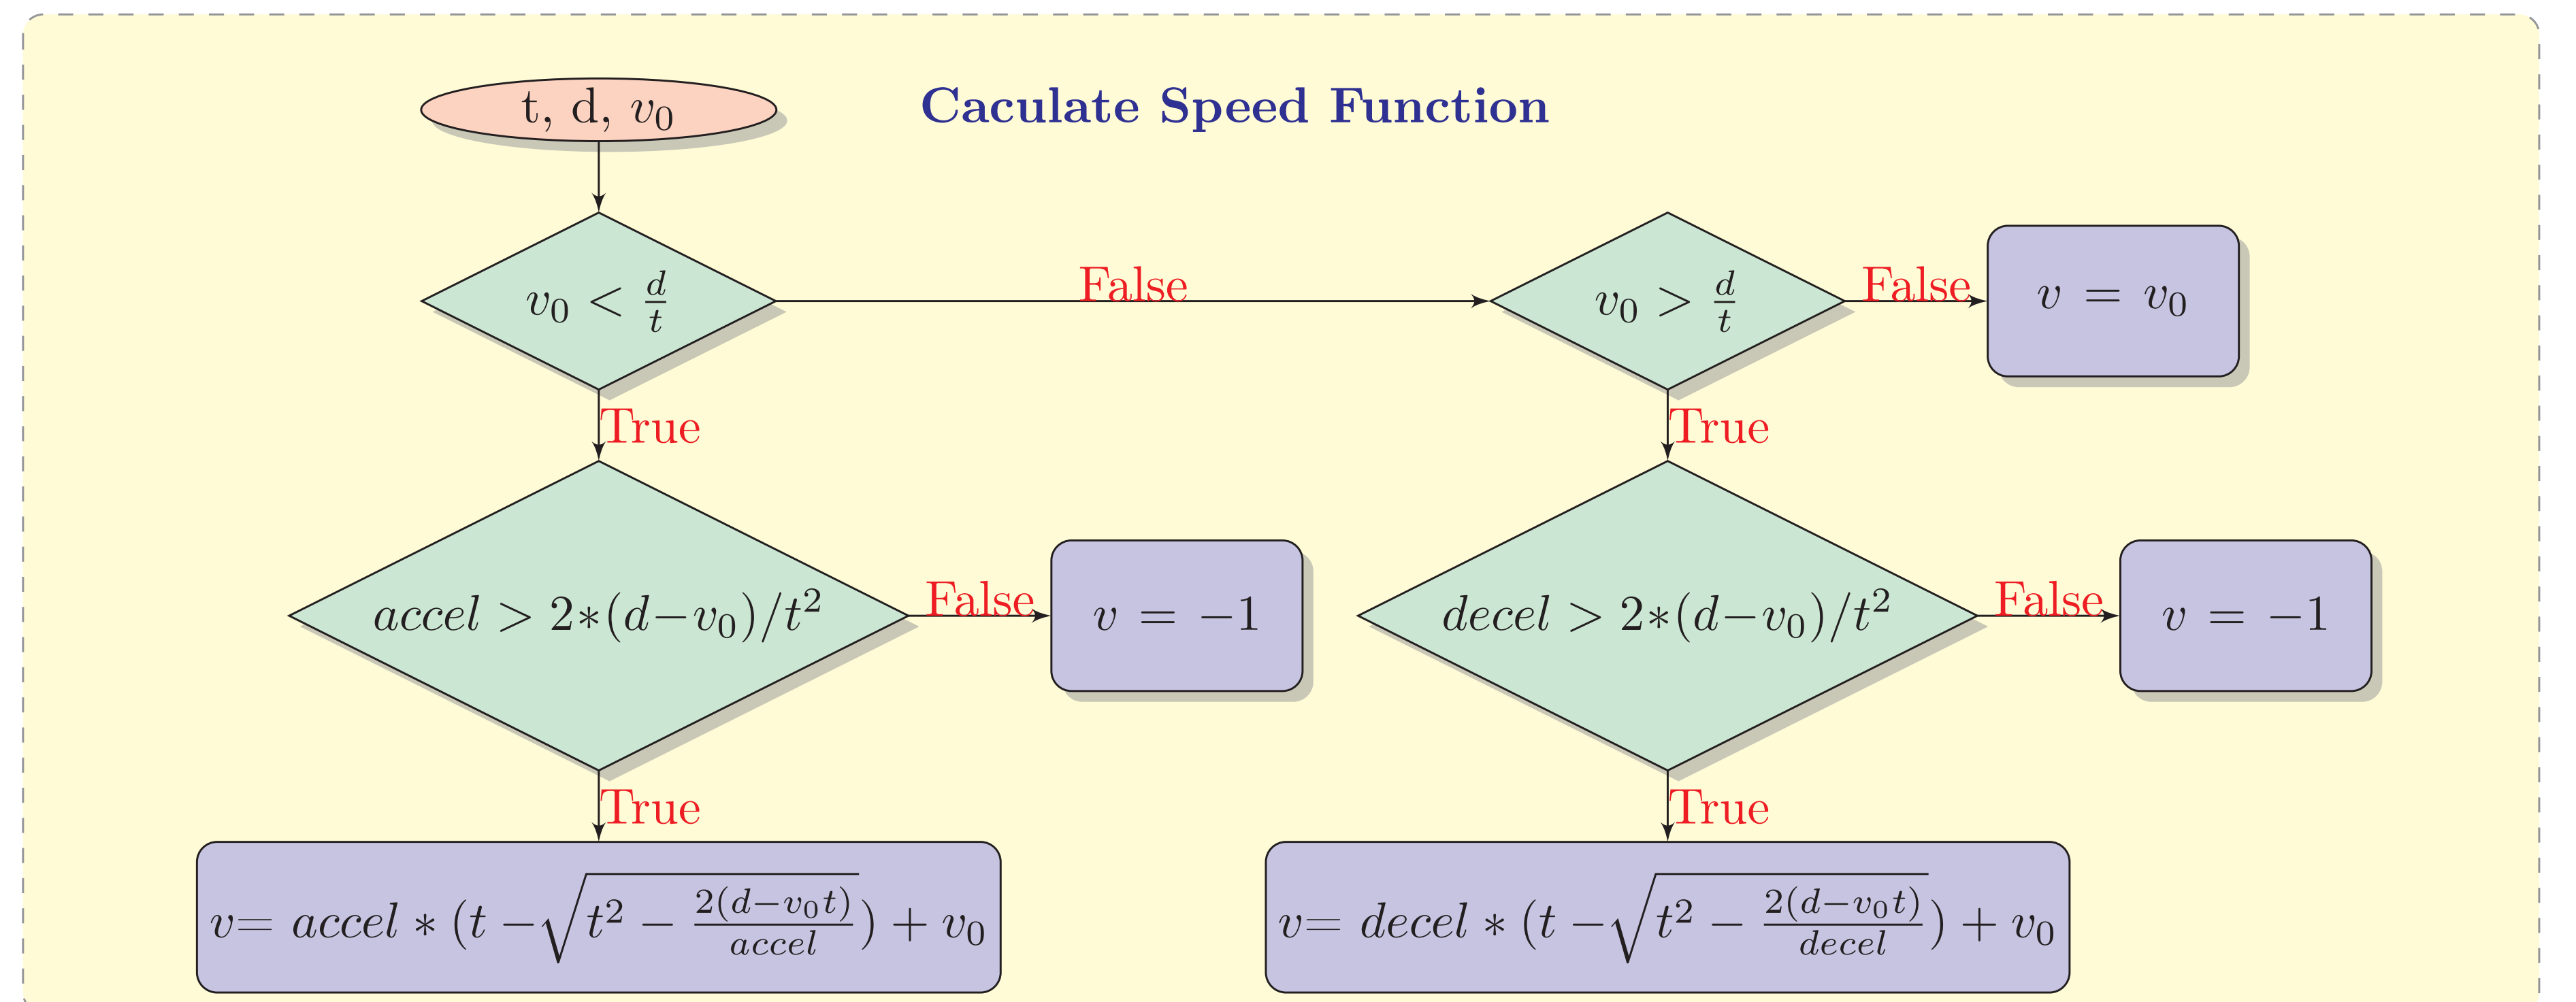 t, d, v₀
Caculate Speed Function
v₀ < d/t
False
v₀ > d/t
False
v = v₀
True
True
accel > 2*(d−v₀)/t²
False
v = −1
decel > 2*(d−v₀)/t²
False
v = −1
True
True
v= accel * (t −√(t² − 2(d−v₀t)/accel)) + v₀
v= decel * (t −√(t² − 2(d−v₀t)/decel)) + v₀